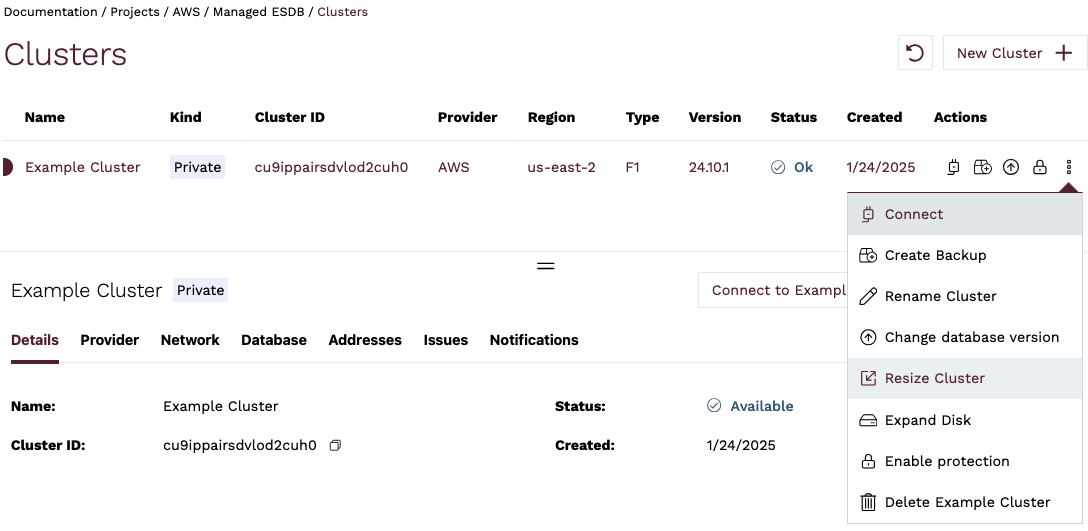 Documentation / Projects / AWS / Managed ESDB / Clusters
Clusters
New Cluster
Name Kind Cluster ID Provider Region Type Version Status Created Actions
Example Cluster Private cu9ippairsdvlod2cuh0 AWS us-east-2 F1 24.10.1 Ok 1/24/2025
Connect
Create Backup
Rename Cluster
Change database version
Resize Cluster
Expand Disk
Enable protection
Delete Example Cluster
Example Cluster Private Connect to Exampl
Details Provider Network Database Addresses Issues Notifications
Name: Example Cluster Status: Available
Cluster ID: cu9ippairsdvlod2cuh0 Created: 1/24/2025